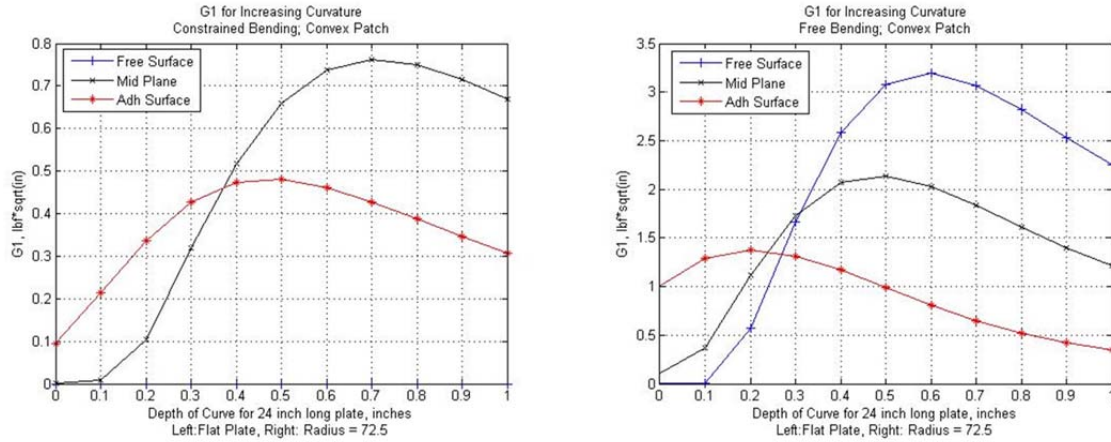 G1 for Increasing Curvature
Constrained Bending; Convex Patch
Free Surface
Mid Plane
Adh Surface
G1, lbf*sqrt(in)
0.8
0.7
0.6
0.5
0.4
0.3
0.2
0.1
0
0 0.1 0.2 0.3 0.4 0.5 0.6 0.7 0.8 0.9 1
Depth of Curve for 24 inch long plate, inches
Left:Flat Plate, Right: Radius = 72.5
G1 for Increasing Curvature
Free Bending; Convex Patch
Free Surface
Mid Plane
Adh Surface
G1, lbf*sqrt(in)
3.5
3
2.5
2
1.5
1
0.5
0
0 0.1 0.2 0.3 0.4 0.5 0.6 0.7 0.8 0.9 1
Depth of Curve for 24 inch long plate, inches
Left:Flat Plate, Right: Radius = 72.5